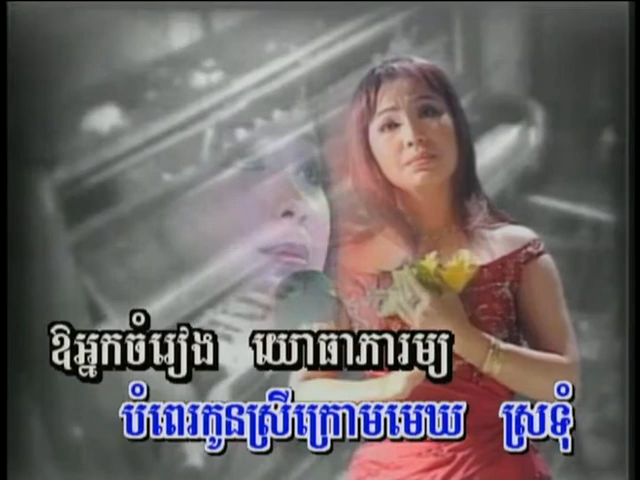 ឱអ្នកចំរៀង យោធាភារម្យ
បំពេរកូនស្រីក្រោមមេឃ ស្រទុំ